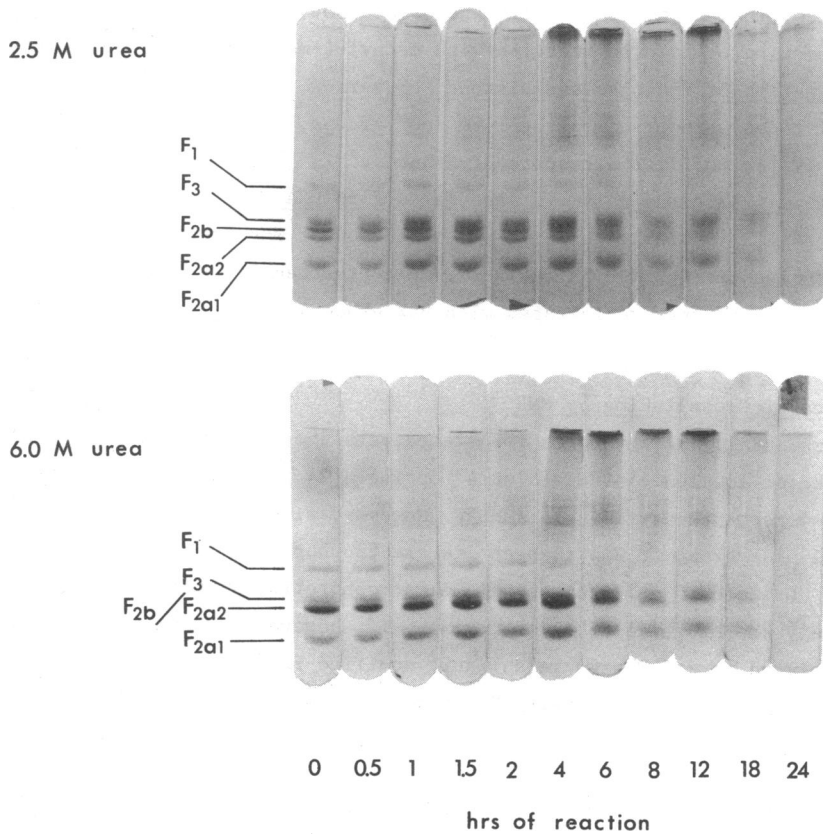 2.5 M urea
F1
F3
F2b
F2a2
F2a1
6.0 M urea
F1
F3
F2b F2a2
F2a1
0 0.5 1 1.5 2 4 6 8 12 18 24
hrs of reaction